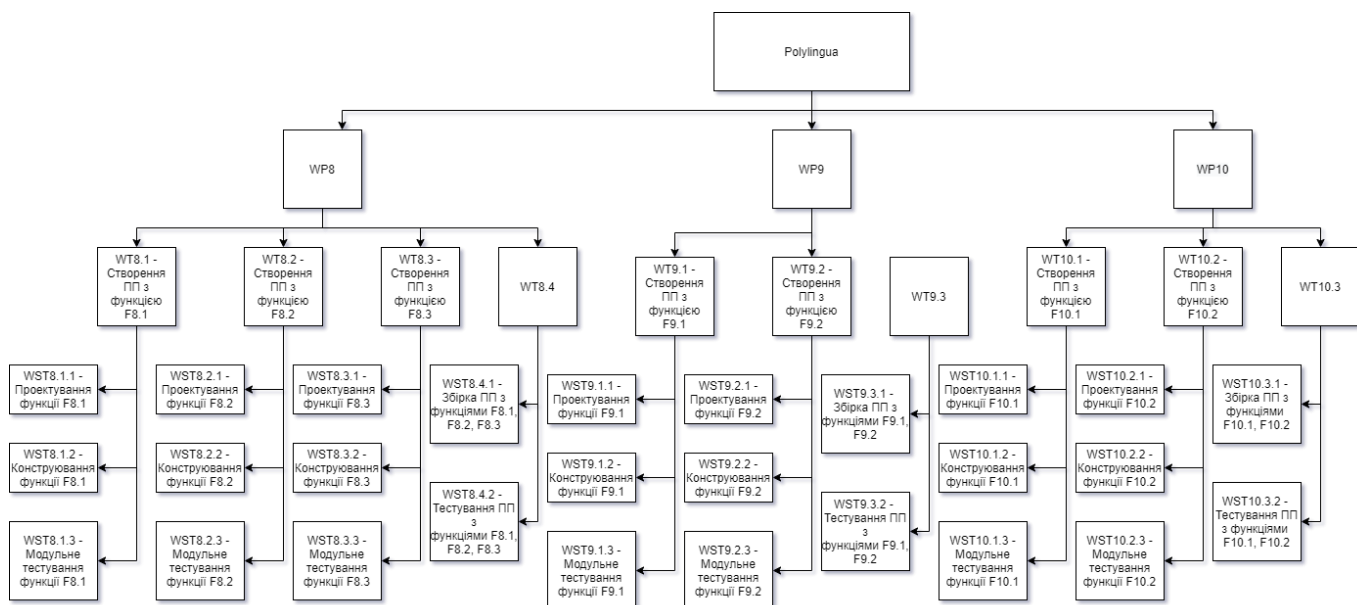 Polylingua
WP8
WP9
WP10
WT8.1 -
Створення
ПП з
функцією
F8.1
WT8.2 -
Створення
ПП з
функцією
F8.2
WT8.3 -
Створення
ПП з
функцією
F8.3
WT8.4
WT9.1 -
Створення
ПП з
функцією
F9.1
WT9.2 -
Створення
ПП з
функцією
F9.2
WT9.3
WT10.1 -
Створення
ПП з
функцією
F10.1
WT10.2 -
Створення
ПП з
функцією
F10.2
WT10.3
WST8.1.1 -
Проектування
функції F8.1
WST8.2.1 -
Проектування
функції F8.2
WST8.3.1 -
Проектування
функції F8.3
WST8.4.1 -
Збірка ПП з
функціями F8.1,
F8.2, F8.3
WST9.1.1 -
Проектування
функції F9.1
WST9.2.1 -
Проектування
функції F9.2
WST9.3.1 -
Збірка ПП з
функціями F9.1,
F9.2
WST10.1.1 -
Проектування
функції F10.1
WST10.2.1 -
Проектування
функції F10.2
WST10.3.1 -
Збірка ПП з
функціями
F10.1, F10.2
WST8.1.2 -
Конструювання
функції F8.1
WST8.2.2 -
Конструювання
функції F8.2
WST8.3.2 -
Конструювання
функції F8.3
WST8.4.2 -
Тестування ПП
з
функціями F8.1,
F8.2, F8.3
WST9.1.2 -
Конструювання
функції F9.1
WST9.2.2 -
Конструювання
функції F9.2
WST9.3.2 -
Тестування ПП
з
функціями F9.1,
F9.2
WST10.1.2 -
Конструювання
функції F10.1
WST10.2.2 -
Конструювання
функції F10.2
WST10.3.2 -
Тестування ПП
з функціями
F10.1, F10.2
WST8.1.3 -
Модульне
тестування
функції F8.1
WST8.2.3 -
Модульне
тестування
функції F8.2
WST8.3.3 -
Модульне
тестування
функції F8.3
WST9.1.3 -
Модульне
тестування
функції F9.1
WST9.2.3 -
Модульне
тестування
функції F9.2
WST10.1.3 -
Модульне
тестування
функції F10.1
WST10.2.3 -
Модульне
тестування
функції F10.2